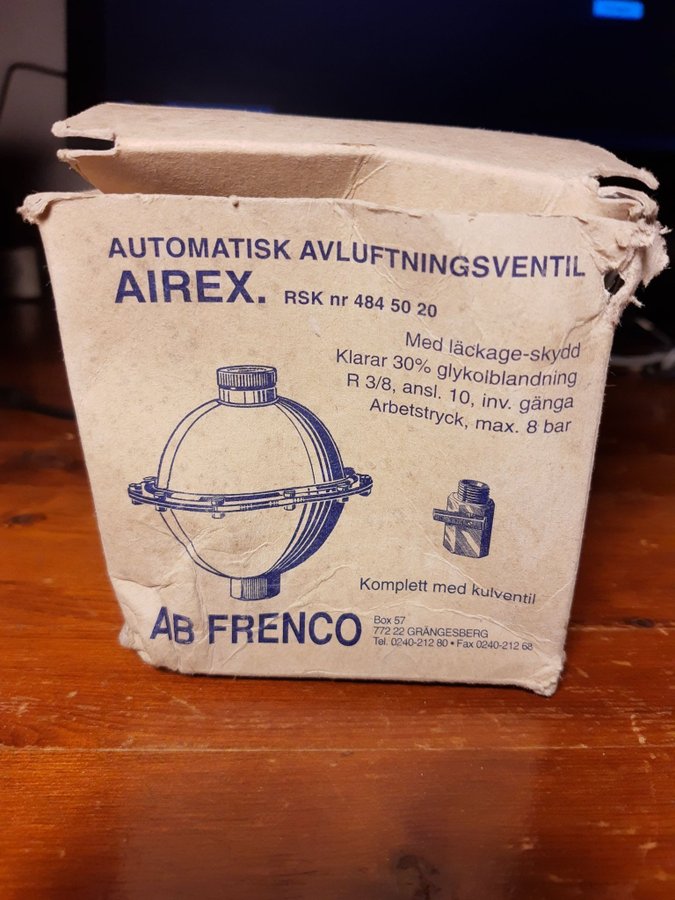 AUTOMATISK AVLUFTNINGSVENTIL
AIREX. RSK nr 484 50 20
Med läckage-skydd
Klarar 30% glykolblandning
R 3/8, ansl. 10, inv. gänga
Arbetstryck, max. 8 bar
Komplett med kulventil
AB FRENCO
Box 57
772 22 GRÄNGESBERG
Tel. 0240-212 80 • Fax 0240-212 68